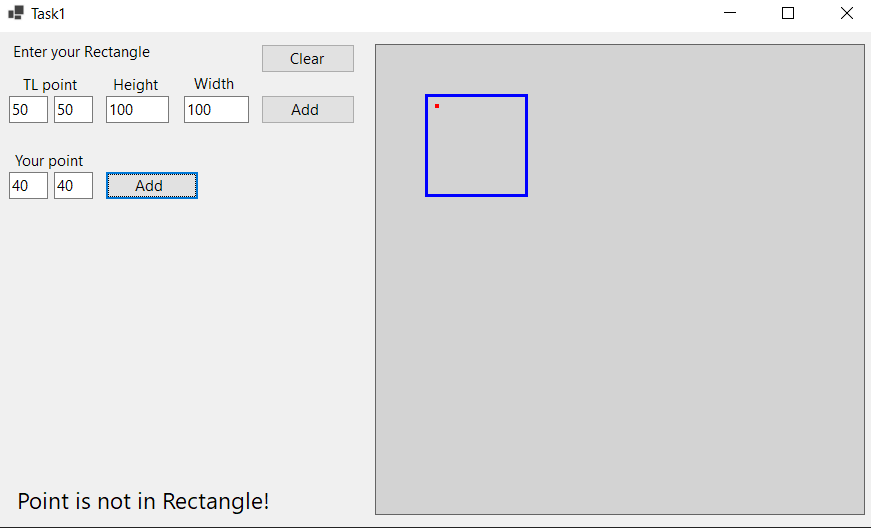 Task1
Enter your Rectangle
Clear
TL point Height Width
50 50 100 100 Add
Your point
40 40 Add
Point is not in Rectangle!